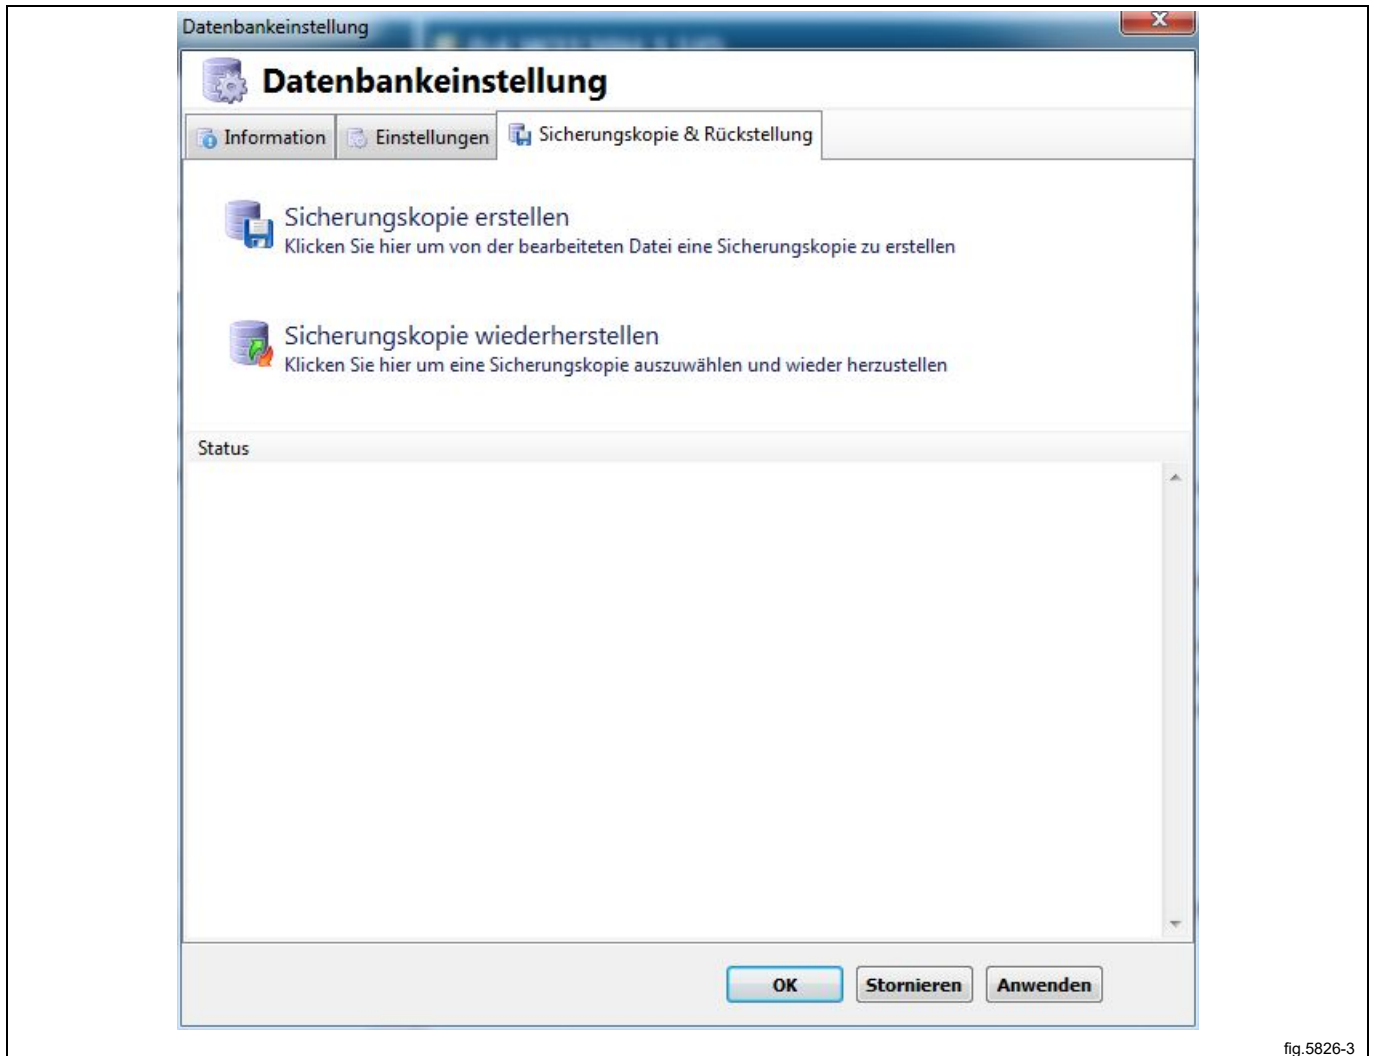 Datenbankeinstellung
Datenbankeinstellung
Information Einstellungen Sicherungskopie & Rückstellung
Sicherungskopie erstellen
Klicken Sie hier um von der bearbeiteten Datei eine Sicherungskopie zu erstellen
Sicherungskopie wiederherstellen
Klicken Sie hier um eine Sicherungskopie auszuwählen und wieder herzustellen
Status
OK Stornieren Anwenden
fig.5826-3